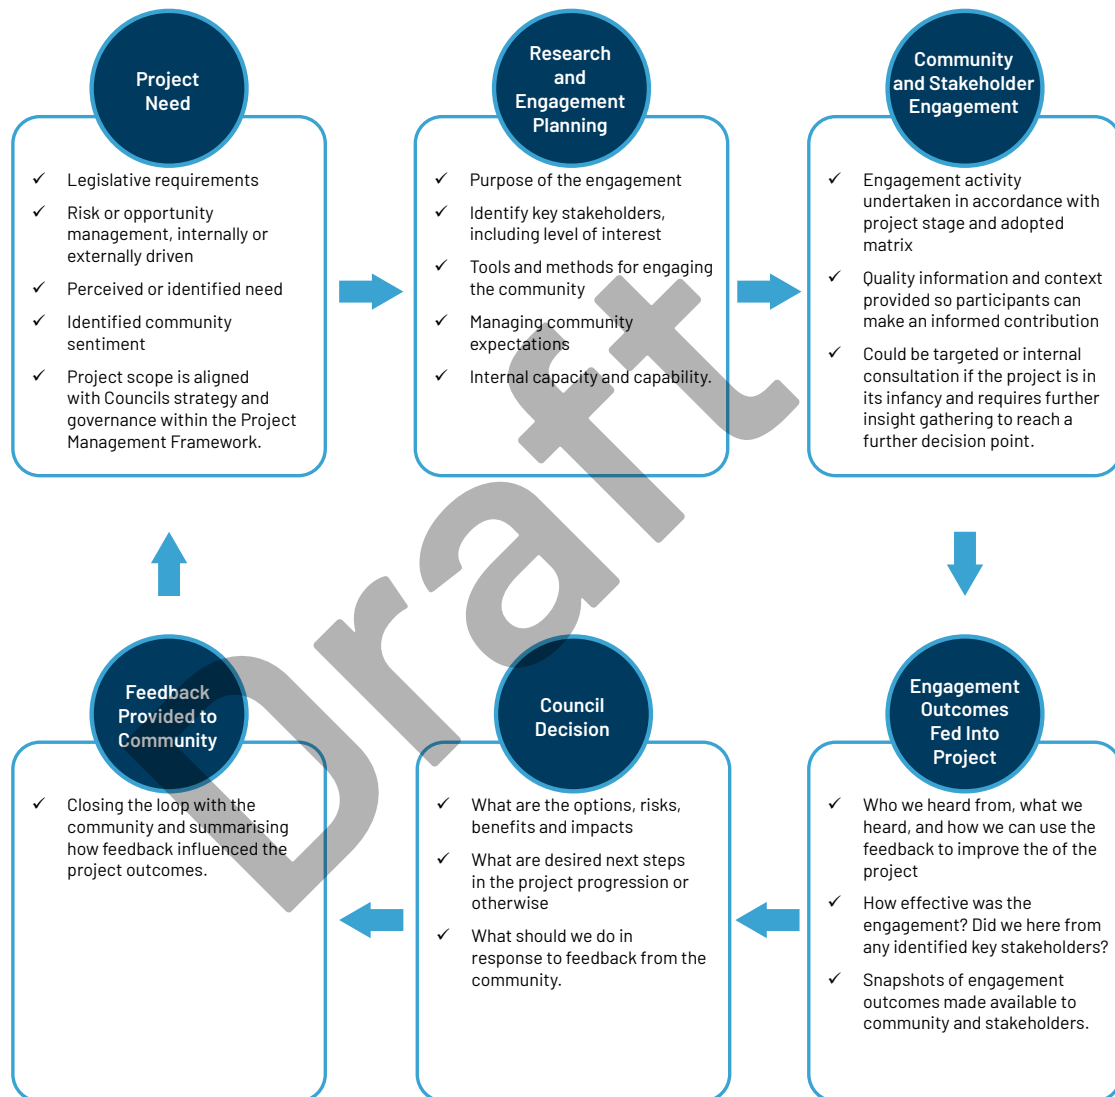 Project
Need
✓ Legislative requirements
✓ Risk or opportunity
management, internally or
externally driven
✓ Perceived or identified need
✓ Identified community
sentiment
✓ Project scope is aligned
with Councils strategy and
governance within the Project
Management Framework.
Research
and
Engagement
Planning
✓ Purpose of the engagement
✓ Identify key stakeholders,
including level of interest
✓ Tools and methods for engaging
the community
✓ Managing community
expectations
✓ Internal capacity and capability.
Community
and Stakeholder
Engagement
✓ Engagement activity
undertaken in accordance with
project stage and adopted
matrix
✓ Quality information and context
provided so participants can
make an informed contribution
✓ Could be targeted or internal
consultation if the project is in
its infancy and requires further
insight gathering to reach a
further decision point.
Engagement
Outcomes
Fed Into
Project
✓ Who we heard from, what we
heard, and how we can use the
feedback to improve the of the
project
✓ How effective was the
engagement? Did we here from
any identified key stakeholders?
✓ Snapshots of engagement
outcomes made available to
community and stakeholders.
Council
Decision
✓ What are the options, risks,
benefits and impacts
✓ What are desired next steps
in the project progression or
otherwise
✓ What should we do in
response to feedback from the
community.
Feedback
Provided to
Community
✓ Closing the loop with the
community and summarising
how feedback influenced the
project outcomes.
Draft